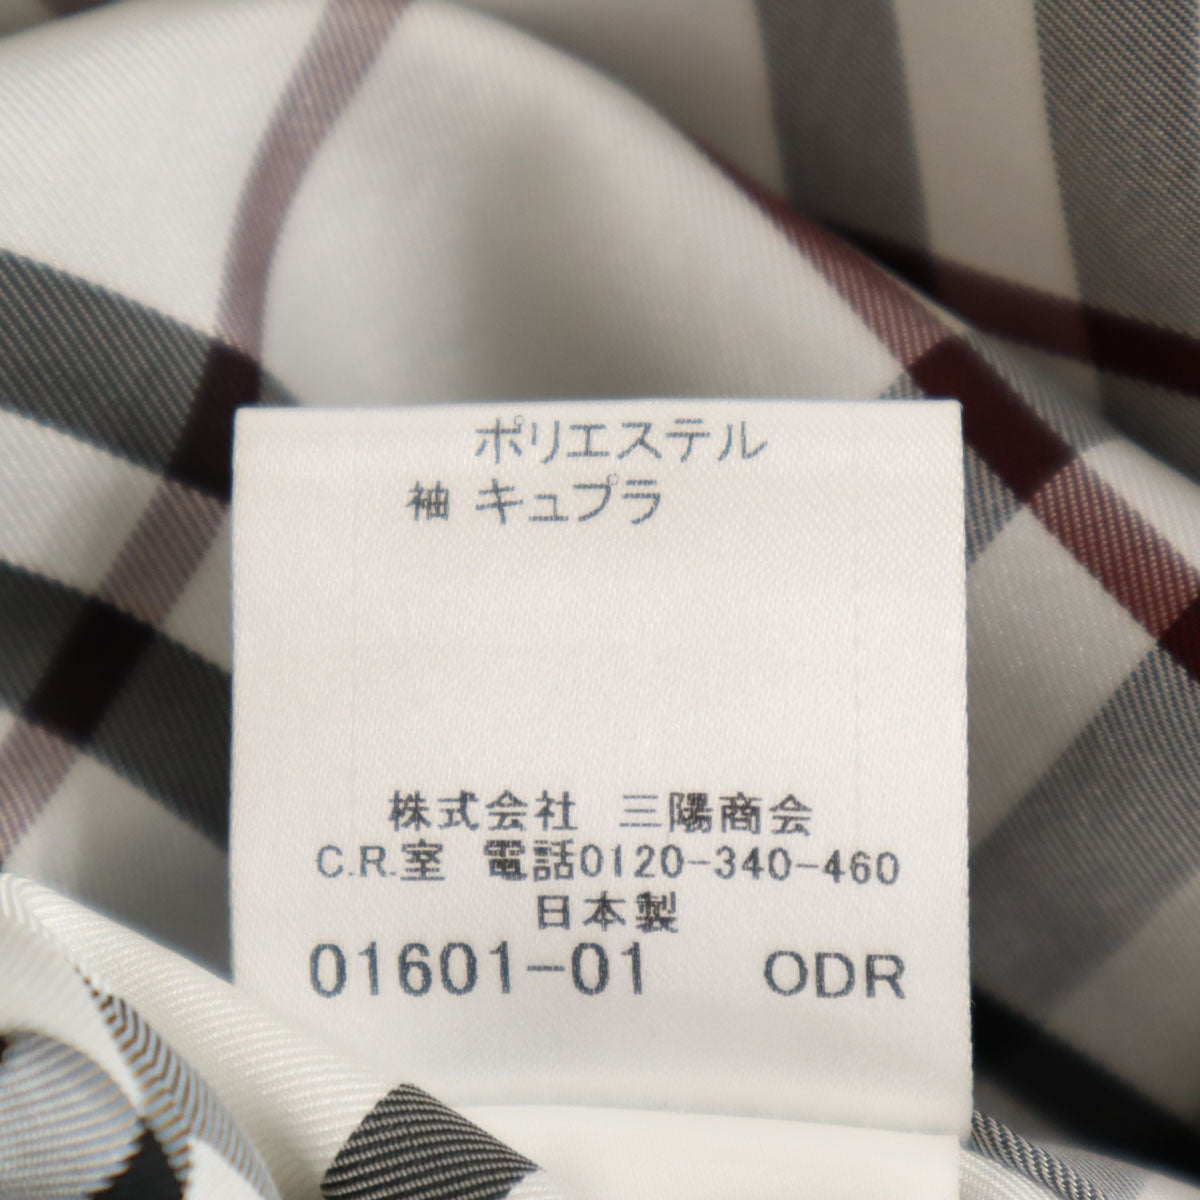 ポリエステル
袖 キュプラ
株式会社 三陽商会
C.R.室 電話0120-340-460
日本製
01601-01 ODR